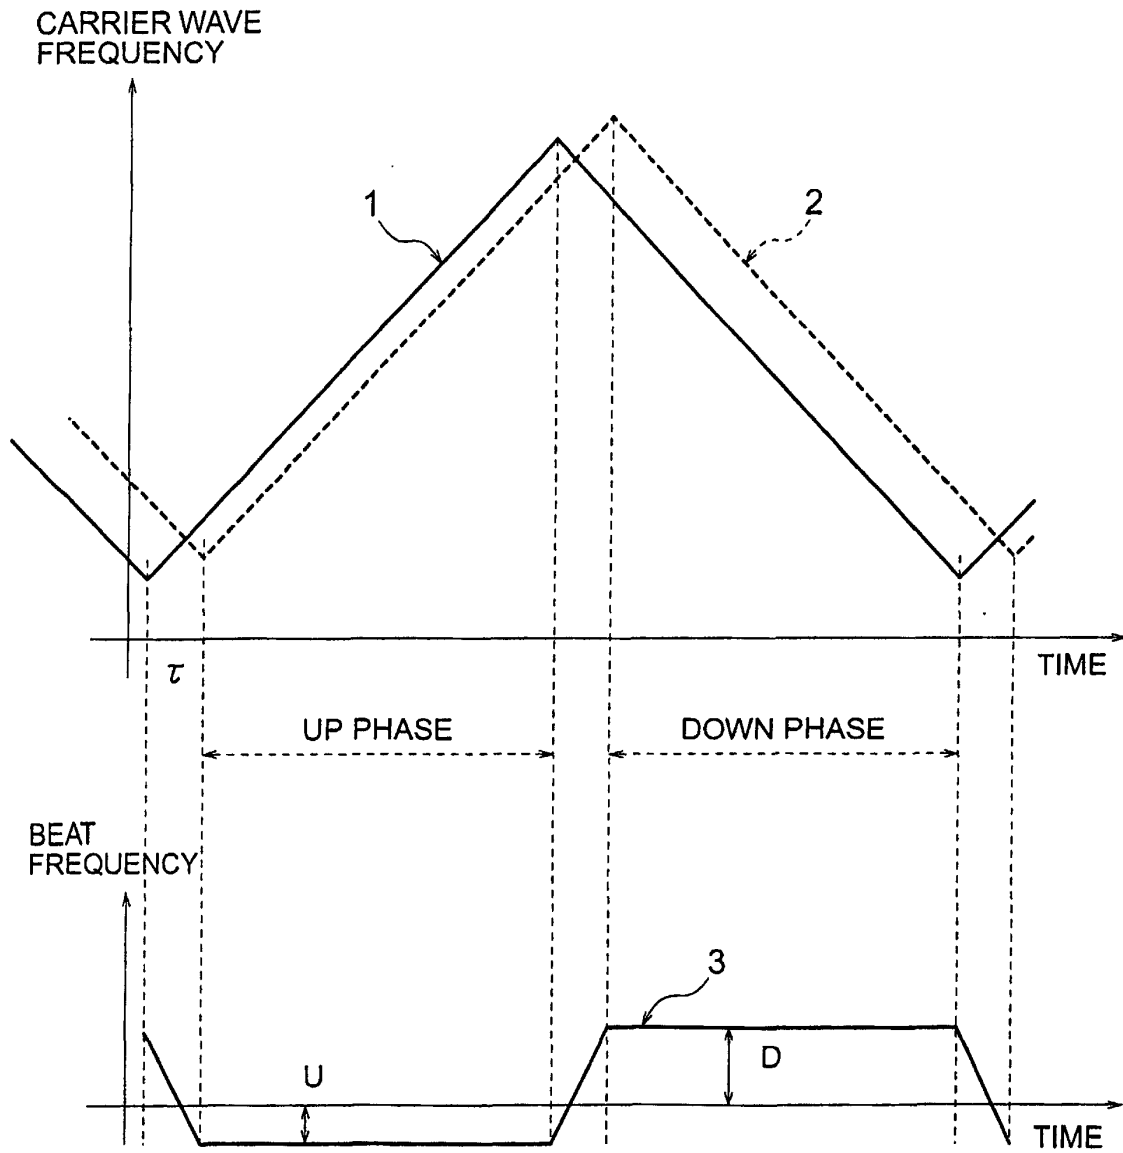 CARRIER WAVE
FREQUENCY
1
2
τ
TIME
UP PHASE
DOWN PHASE
BEAT
FREQUENCY
3
U
D
TIME